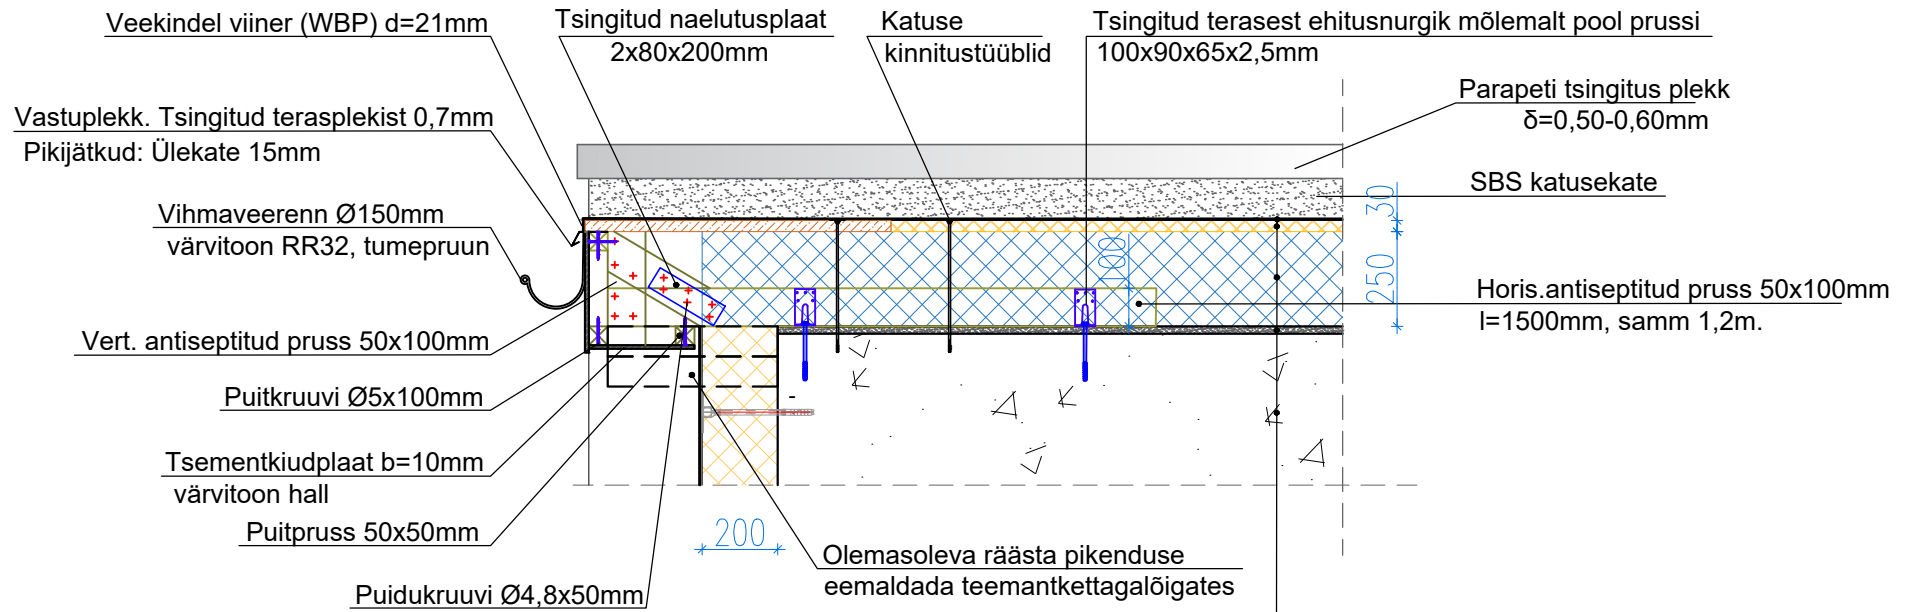 Veekindel viiner (WBP) d=21mm
Tsingitud naelutusplaat
2x80x200mm
Katuse
kinnitustüüblid
Tsingitud terasest ehitusnurgik mõlemalt pool prussi
100x90x65x2,5mm
Parapeti tsingitus plekk
δ=0,50-0,60mm
Vastuplekk. Tsingitud terasplekist 0,7mm
Pikijätkud: Ülekate 15mm
SBS katusekate
30
Vihmaveerenn Ø150mm
värvitoon RR32, tumepruun
100
250
Horis.antiseptitud pruss 50x100mm
l=1500mm, samm 1,2m.
Vert. antiseptitud pruss 50x100mm
Puitkruuvi Ø5x100mm
Tsementkiudplaat b=10mm
värvitoon hall
Puitpruss 50x50mm
200
Olemasoleva räästa pikenduse
eemaldada teemantkettagalõigates
Puidukruuvi Ø4,8x50mm